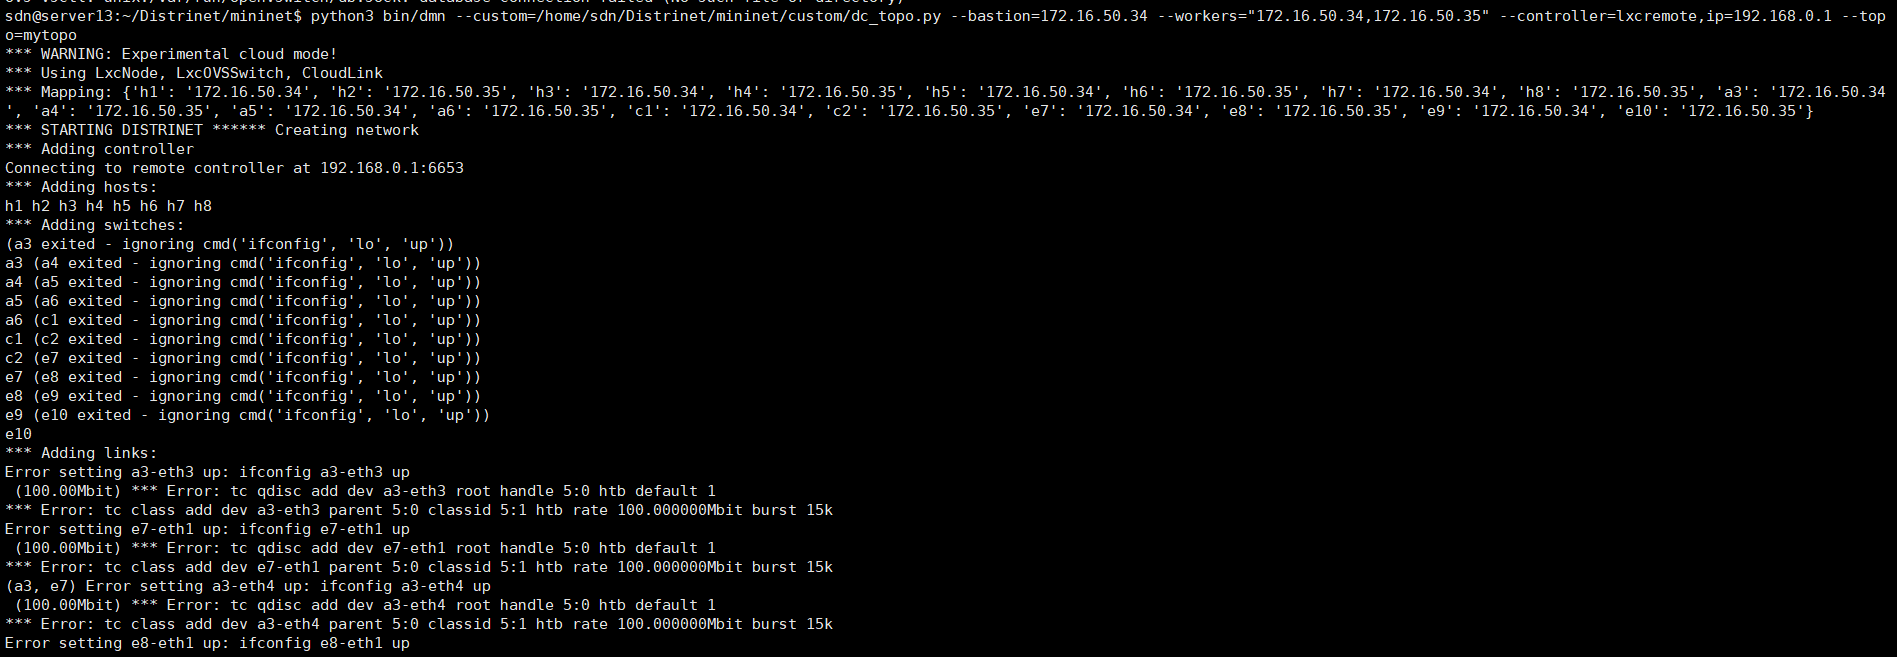 sdn@server13:~/Distrinet/mininet$ python3 bin/dmn --custom=/home/sdn/Distrinet/mininet/custom/dc_topo.py --bastion=172.16.50.34 --workers="172.16.50.34,172.16.50.35" --controller=lxcremote,ip=192.168.0.1 --top
o=mytopo
*** WARNING: Experimental cloud mode!
*** Using LxcNode, LxcOVSSwitch, CloudLink
*** Mapping: {'h1': '172.16.50.34', 'h2': '172.16.50.35', 'h3': '172.16.50.34', 'h4': '172.16.50.35', 'h5': '172.16.50.34', 'h6': '172.16.50.35', 'h7': '172.16.50.34', 'h8': '172.16.50.35', 'a3': '172.16.50.34
', 'a4': '172.16.50.35', 'a5': '172.16.50.34', 'a6': '172.16.50.35', 'c1': '172.16.50.34', 'c2': '172.16.50.35', 'e7': '172.16.50.34', 'e8': '172.16.50.35', 'e9': '172.16.50.34', 'e10': '172.16.50.35'}
*** STARTING DISTRINET ****** Creating network
*** Adding controller
Connecting to remote controller at 192.168.0.1:6653
*** Adding hosts:
h1 h2 h3 h4 h5 h6 h7 h8
*** Adding switches:
(a3 exited - ignoring cmd('ifconfig', 'lo', 'up'))
a3 (a4 exited - ignoring cmd('ifconfig', 'lo', 'up'))
a4 (a5 exited - ignoring cmd('ifconfig', 'lo', 'up'))
a5 (a6 exited - ignoring cmd('ifconfig', 'lo', 'up'))
a6 (c1 exited - ignoring cmd('ifconfig', 'lo', 'up'))
c1 (c2 exited - ignoring cmd('ifconfig', 'lo', 'up'))
c2 (e7 exited - ignoring cmd('ifconfig', 'lo', 'up'))
e7 (e8 exited - ignoring cmd('ifconfig', 'lo', 'up'))
e8 (e9 exited - ignoring cmd('ifconfig', 'lo', 'up'))
e9 (e10 exited - ignoring cmd('ifconfig', 'lo', 'up'))
e10
*** Adding links:
Error setting a3-eth3 up: ifconfig a3-eth3 up
 (100.00Mbit) *** Error: tc qdisc add dev a3-eth3 root handle 5:0 htb default 1
*** Error: tc class add dev a3-eth3 parent 5:0 classid 5:1 htb rate 100.000000Mbit burst 15k
Error setting e7-eth1 up: ifconfig e7-eth1 up
 (100.00Mbit) *** Error: tc qdisc add dev e7-eth1 root handle 5:0 htb default 1
*** Error: tc class add dev e7-eth1 parent 5:0 classid 5:1 htb rate 100.000000Mbit burst 15k
(a3, e7) Error setting a3-eth4 up: ifconfig a3-eth4 up
 (100.00Mbit) *** Error: tc qdisc add dev a3-eth4 root handle 5:0 htb default 1
*** Error: tc class add dev a3-eth4 parent 5:0 classid 5:1 htb rate 100.000000Mbit burst 15k
Error setting e8-eth1 up: ifconfig e8-eth1 up